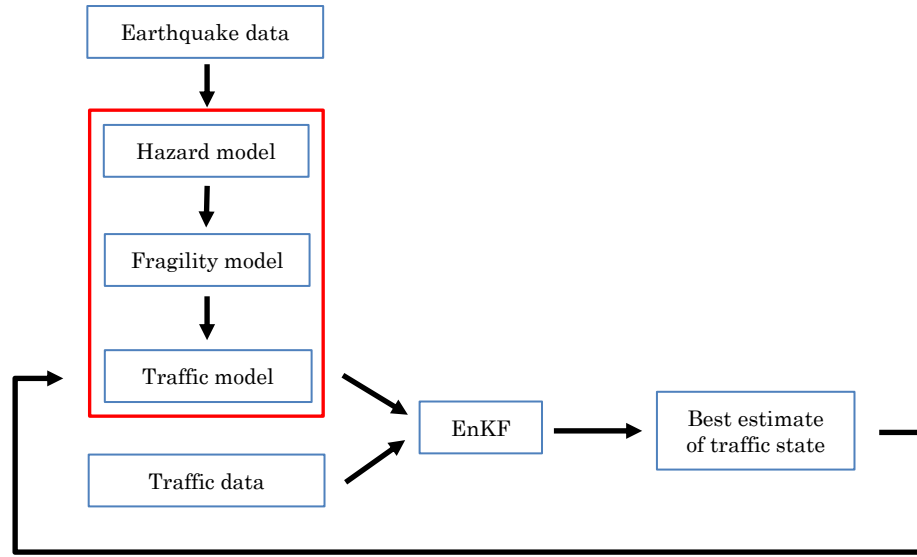 Earthquake data
Hazard model
Fragility model
Traffic model
EnKF
Best estimate
of traffic state
Traffic data